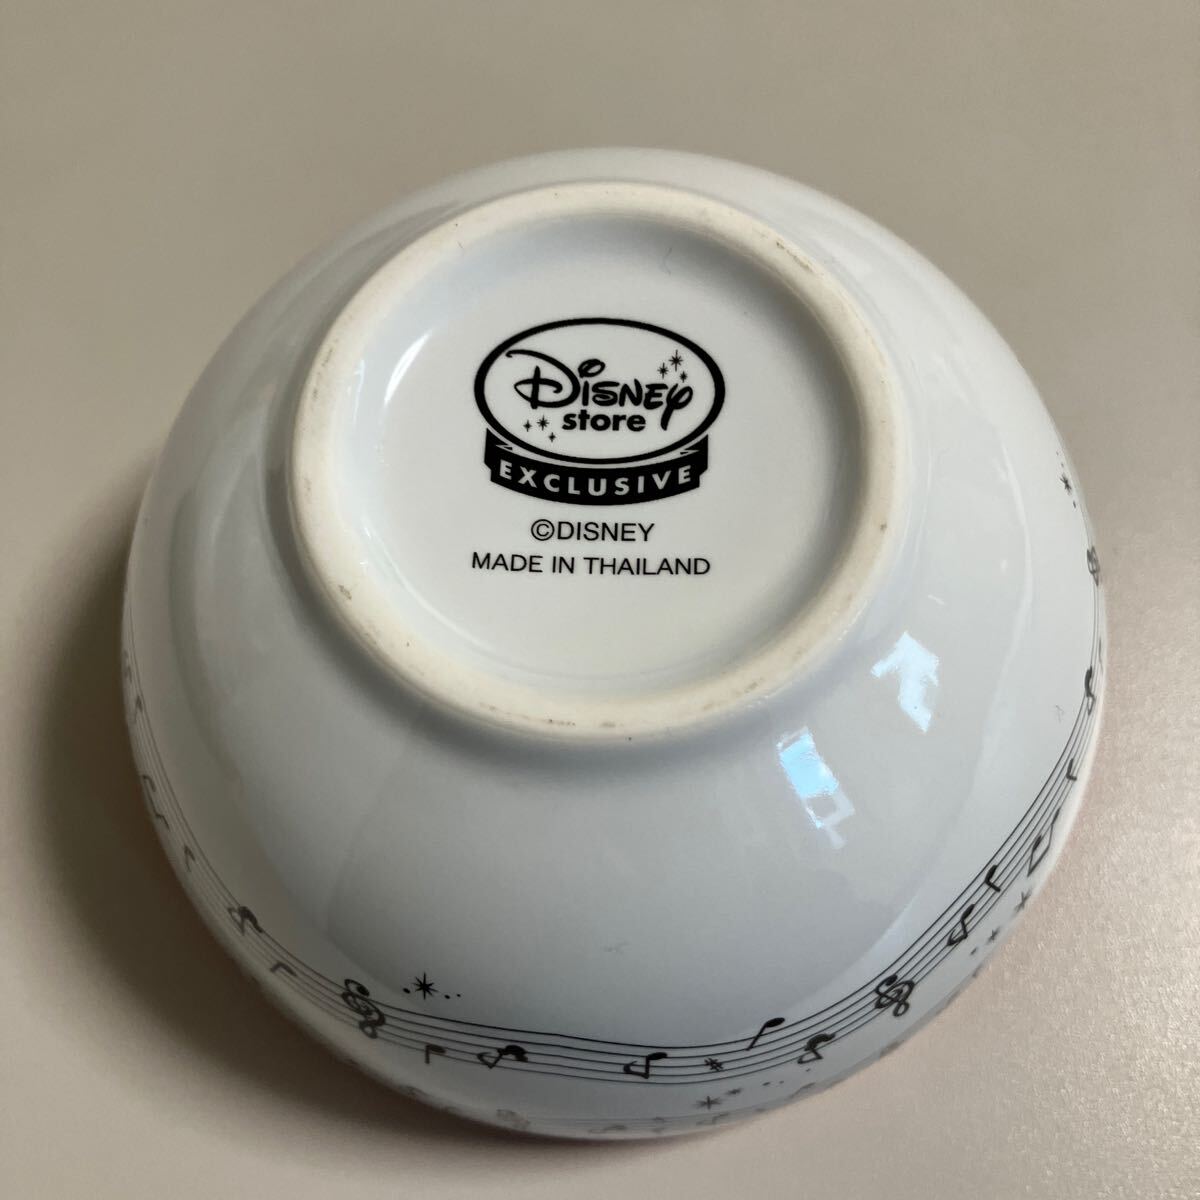 Disney
store
EXCLUSIVE
©DISNEY
MADE IN THAILAND